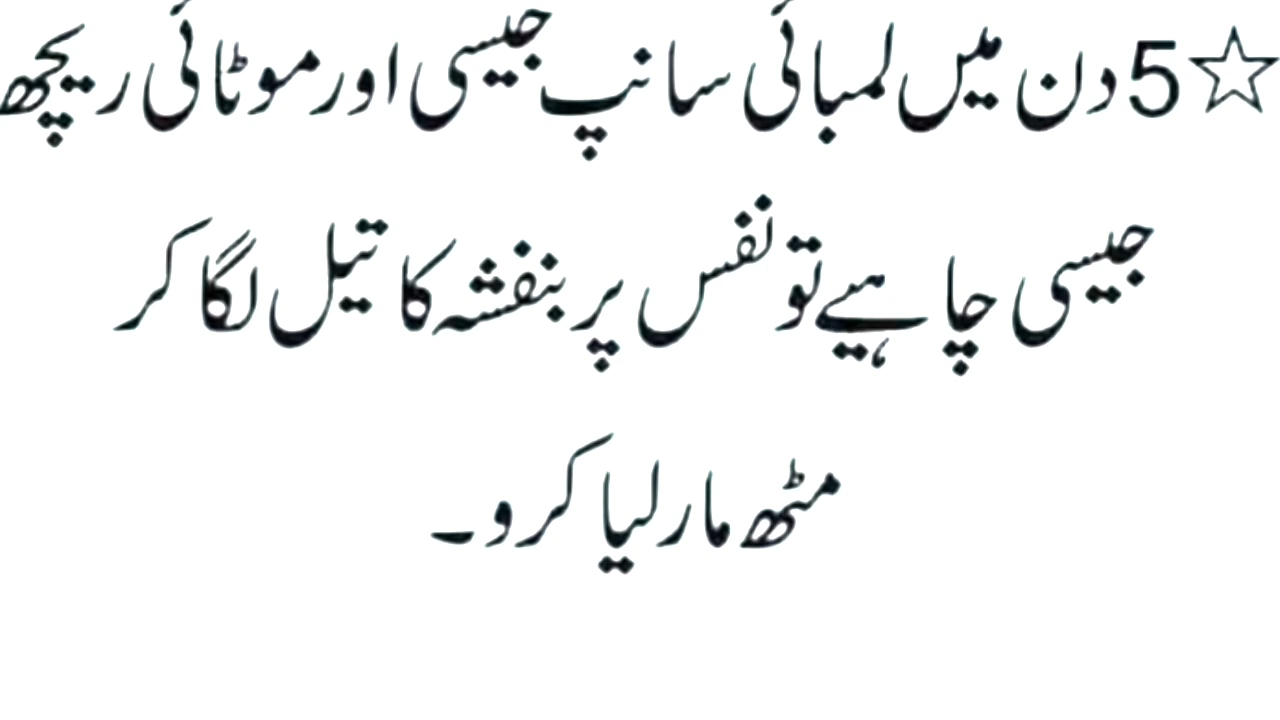 ☆5 دن میں لمبائی سانپ جیسی اور موٹائی ریچھ
جیسی چاہیے تو نفس پر بنفشہ کا تیل لگا کر
مٹھ مار لیا کرو۔